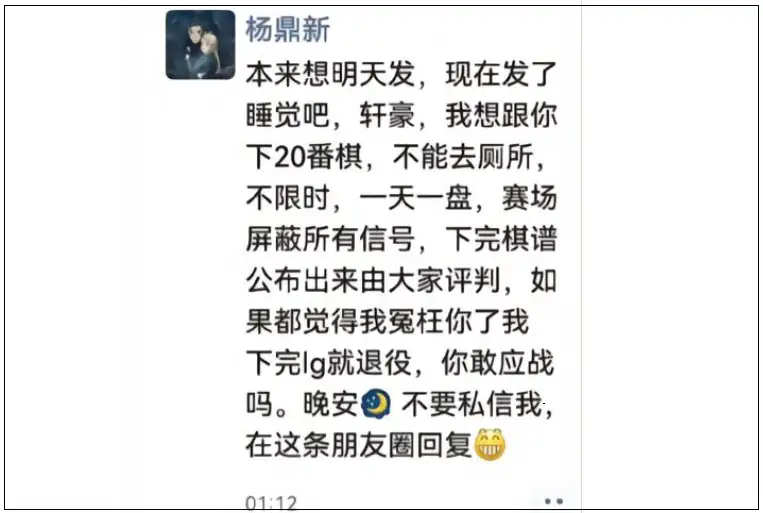 杨鼎新
本来想明天发，现在发了
睡觉吧，轩豪，我想跟你
下20番棋，不能去厕所，
不限时，一天一盘，赛场
屏蔽所有信号，下完棋谱
公布出来由大家评判，如
果都觉得我冤枉你了我
下完lg就退役，你敢应战
吗。晚安🌙 不要私信我，
在这条朋友圈回复😁
01:12